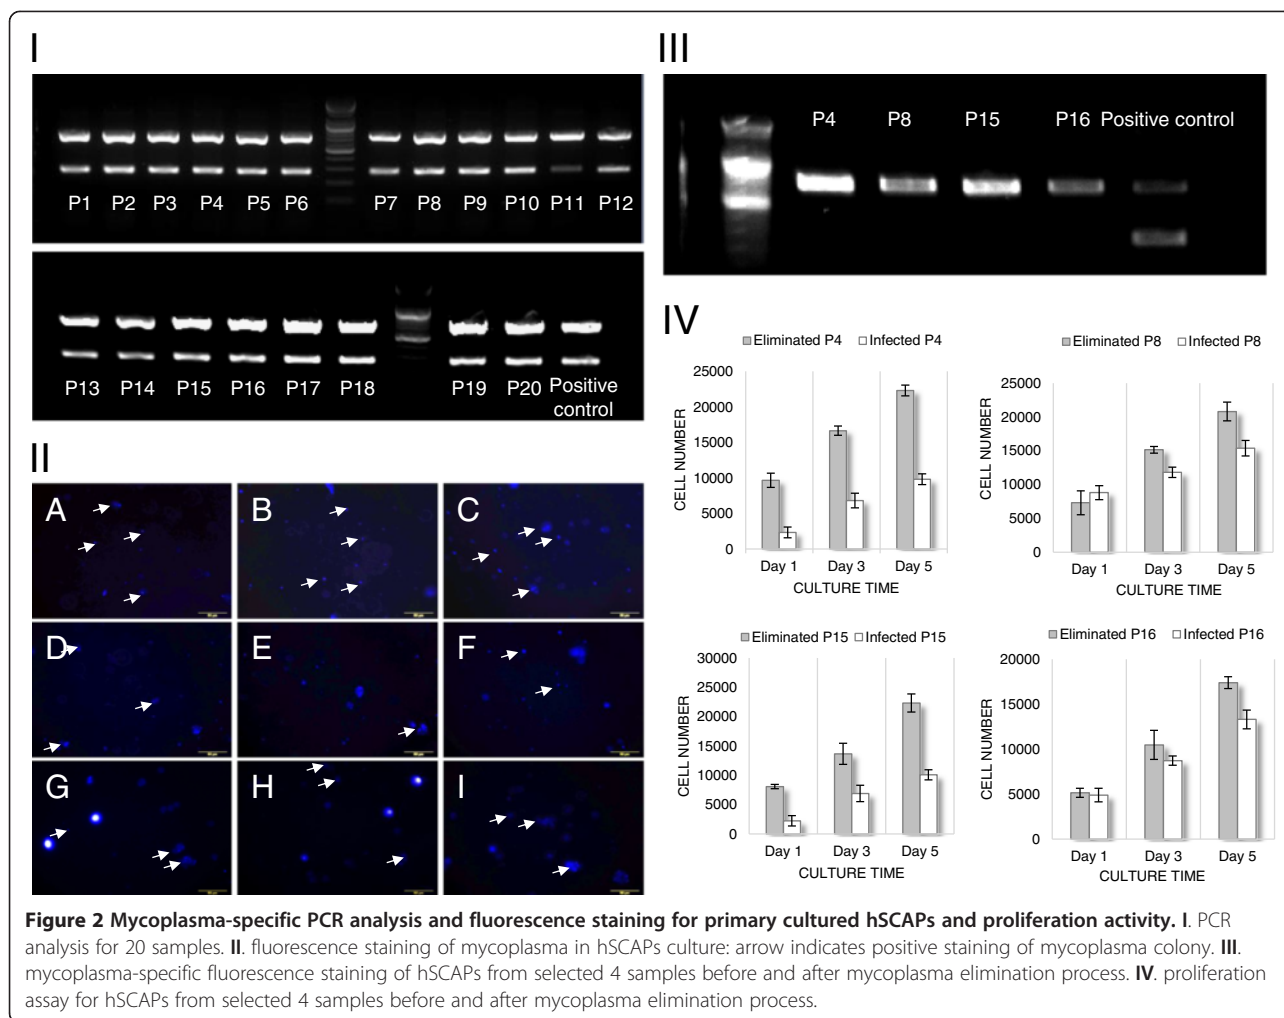 I
P1 P2 P3 P4 P5 P6 P7 P8 P9 P10 P11 P12
P13 P14 P15 P16 P17 P18 P19 P20 Positive
control
II
A B C
D E F
G H I
III
P4 P8 P15 P16 Positive control
IV
Eliminated P4 Infected P4
CELL NUMBER
25000
20000
15000
10000
5000
0
Day 1 Day 3 Day 5
CULTURE TIME
Eliminated P8 Infected P8
CELL NUMBER
25000
20000
15000
10000
5000
0
Day 1 Day 3 Day 5
CULTURE TIME
Eliminated P15 Infected P15
CELL NUMBER
30000
25000
20000
15000
10000
5000
0
Day 1 Day 3 Day 5
CULTURE TIME
Eliminated P16 Infected P16
CELL NUMBER
20000
15000
10000
5000
0
Day 1 Day 3 Day 5
CULTURE TIME
Figure 2 Mycoplasma-specific PCR analysis and fluorescence staining for primary cultured hSCAPs and proliferation activity. I. PCR
analysis for 20 samples. II. fluorescence staining of mycoplasma in hSCAPs culture: arrow indicates positive staining of mycoplasma colony. III.
mycoplasma-specific fluorescence staining of hSCAPs from selected 4 samples before and after mycoplasma elimination process. IV. proliferation
assay for hSCAPs from selected 4 samples before and after mycoplasma elimination process.